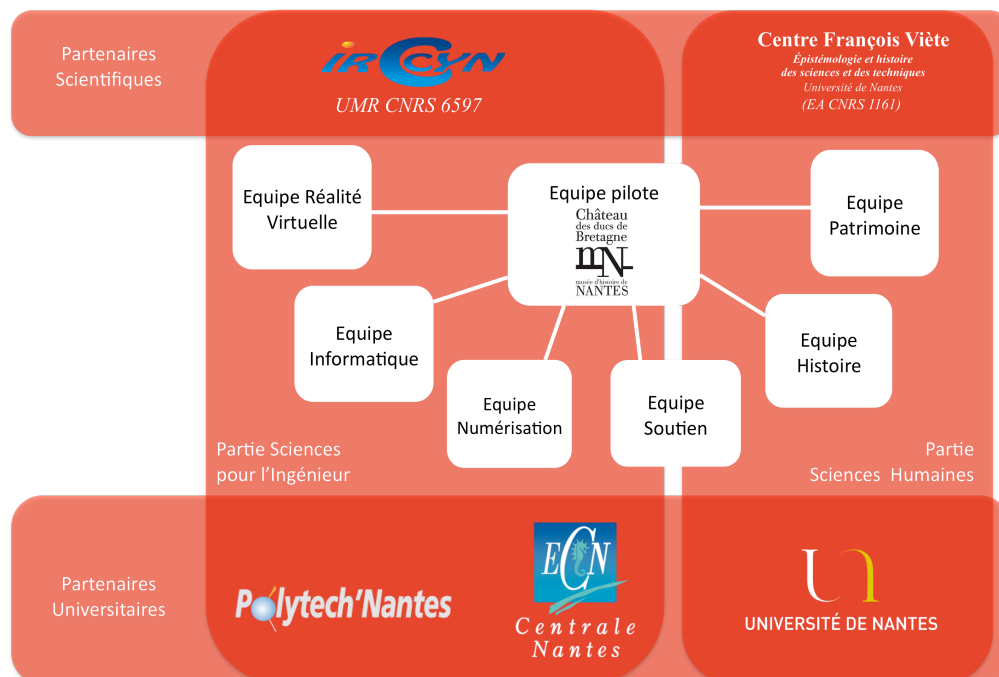 Partenaires
Scientifiques
IRCCyN
UMR CNRS 6597
Centre François Viète
Épistémologie et histoire
des sciences et des techniques
Université de Nantes
(EA CNRS 1161)
Equipe Réalité
Virtuelle
Equipe pilote
Château
des ducs de
Bretagne
mN
musée d'histoire de
NANTES
Equipe
Patrimoine
Equipe
Informatique
Equipe
Numérisation
Equipe
Soutien
Equipe
Histoire
Partie Sciences
pour l'Ingénieur
Partie
Sciences Humaines
Partenaires
Universitaires
Polytech'Nantes
ECN
Centrale
Nantes
UNIVERSITÉ DE NANTES